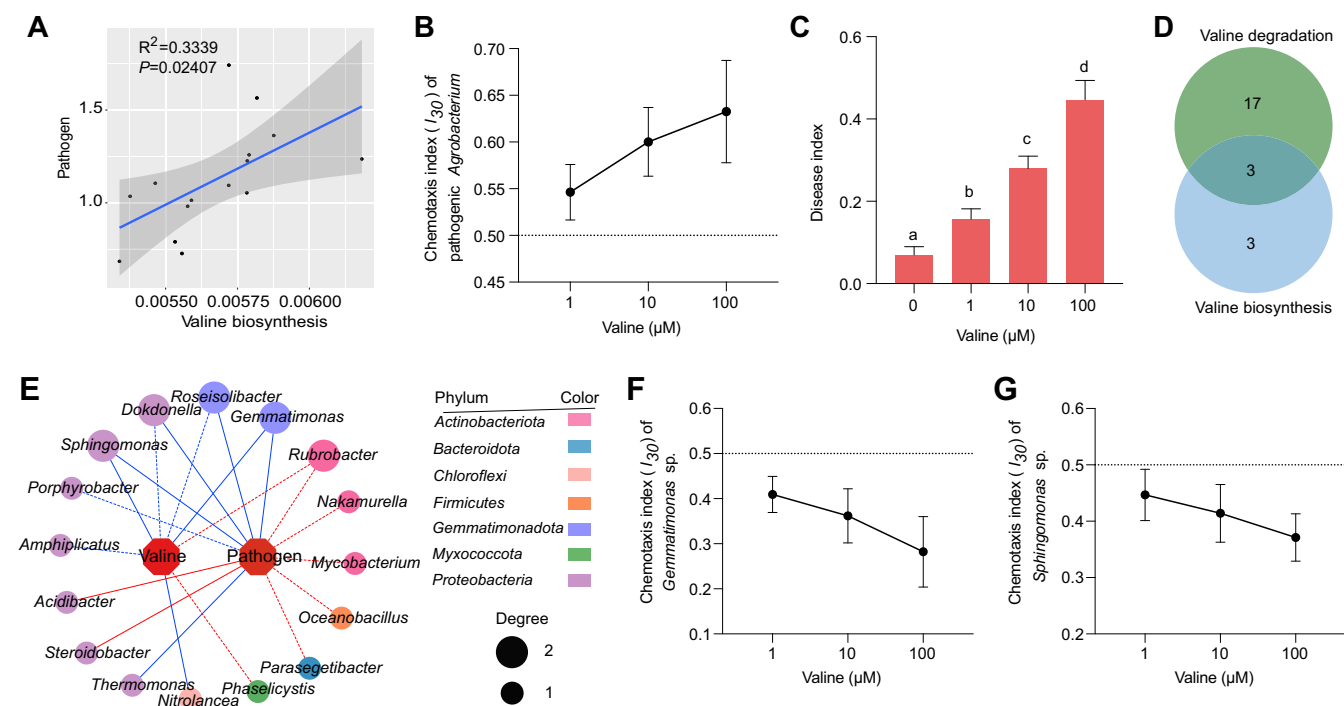 A
R²=0.3339
P=0.02407
Pathogen
1.5
1.0
0.00550
0.00575
0.00600
Valine biosynthesis
B
Chemotaxis index (I30) of
pathogenic Agrobacterium
0.70
0.65
0.60
0.55
0.50
0.45
1
10
100
Valine (µM)
C
Disease index
0.6
0.4
0.2
0.0
a
b
c
d
0
1
10
100
Valine (µM)
D
Valine degradation
17
3
3
Valine biosynthesis
E
Roseisolibacter
Dokdonella
Gemmatimonas
Sphingomonas
Rubrobacter
Porphyrobacter
Nakamurella
Amphiplicatus
Valine
Pathogen
Mycobacterium
Acidibacter
Oceanobacillus
Steroidobacter
Parasegetibacter
Thermomonas
Phaselicystis
Nitrolancea
Phylum Color
Actinobacteriota
Bacteroidota
Chloroflexi
Firmicutes
Gemmatimonadota
Myxococcota
Proteobacteria
Degree
2
1
F
Chemotaxis index (I30) of
Gemmatimonas sp.
0.6
0.5
0.4
0.3
0.2
0.1
1
10
100
Valine (µM)
G
Chemotaxis index (I30) of
Sphingomonas sp.
0.6
0.5
0.4
0.3
0.2
1
10
100
Valine (µM)